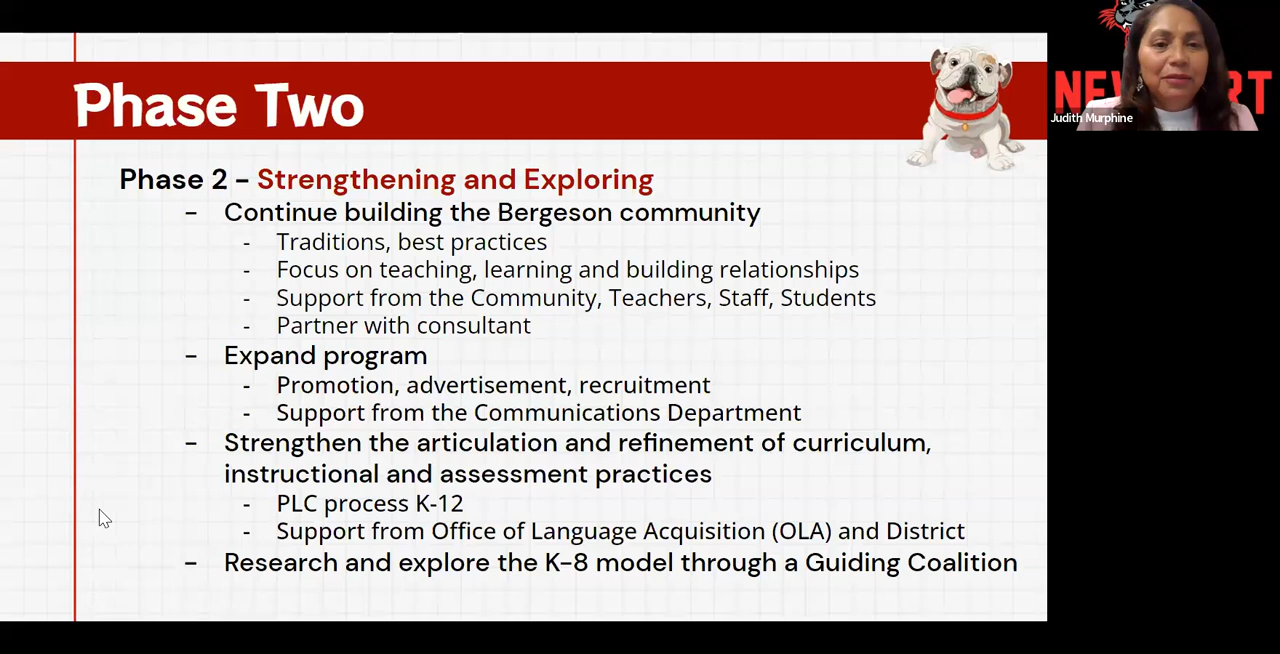 Phase Two
Phase 2 – Strengthening and Exploring
- Continue building the Bergeson community
- Traditions, best practices
- Focus on teaching, learning and building relationships
- Support from the Community, Teachers, Staff, Students
- Partner with consultant
- Expand program
- Promotion, advertisement, recruitment
- Support from the Communications Department
- Strengthen the articulation and refinement of curriculum,
instructional and assessment practices
- PLC process K-12
- Support from Office of Language Acquisition (OLA) and District
- Research and explore the K-8 model through a Guiding Coalition
Judith Murphine